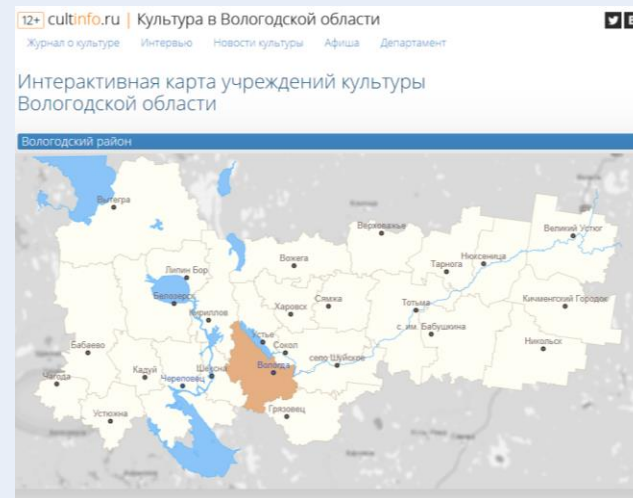 12+ cultinfo.ru | Культура в Вологодской области
Журнал о культуре Интервью Новости культуры Афиша Департамент
Интерактивная карта учреждений культуры
Вологодской области
Вологодский район
Вытегра
Верховажье
Великий Устюг
Нюксеница
Вожега
Тарнога
Липин Бор
Белозерск
Сямжа
Харовск
Тотьма
Кичменгский Городок
Кириллов
с. им. Бабушкина
Устье
Никольск
Бабаево
Сокол
село Шуйское
Вологда
Кадуй
Шексна
Чагода
Череповец
Грязовец
Устюжна